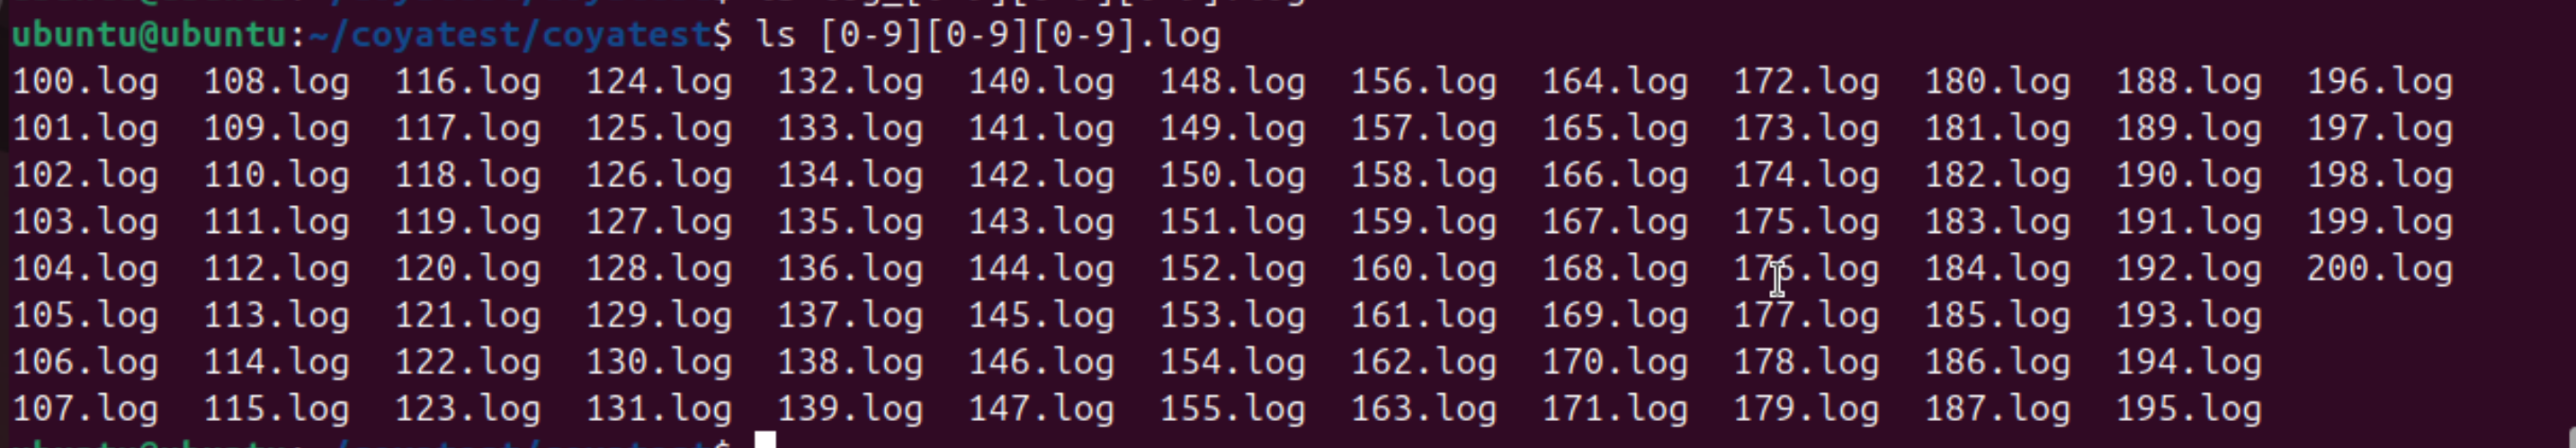 ubuntu@ubuntu:~/coyatest/coyatest$ ls [0-9][0-9][0-9].log
100.log 108.log 116.log 124.log 132.log 140.log 148.log 156.log 164.log 172.log 180.log 188.log 196.log
101.log 109.log 117.log 125.log 133.log 141.log 149.log 157.log 165.log 173.log 181.log 189.log 197.log
102.log 110.log 118.log 126.log 134.log 142.log 150.log 158.log 166.log 174.log 182.log 190.log 198.log
103.log 111.log 119.log 127.log 135.log 143.log 151.log 159.log 167.log 175.log 183.log 191.log 199.log
104.log 112.log 120.log 128.log 136.log 144.log 152.log 160.log 168.log 176.log 184.log 192.log 200.log
105.log 113.log 121.log 129.log 137.log 145.log 153.log 161.log 169.log 177.log 185.log 193.log
106.log 114.log 122.log 130.log 138.log 146.log 154.log 162.log 170.log 178.log 186.log 194.log
107.log 115.log 123.log 131.log 139.log 147.log 155.log 163.log 171.log 179.log 187.log 195.log
ubuntu@ubuntu:~/coyatest/coyatest$